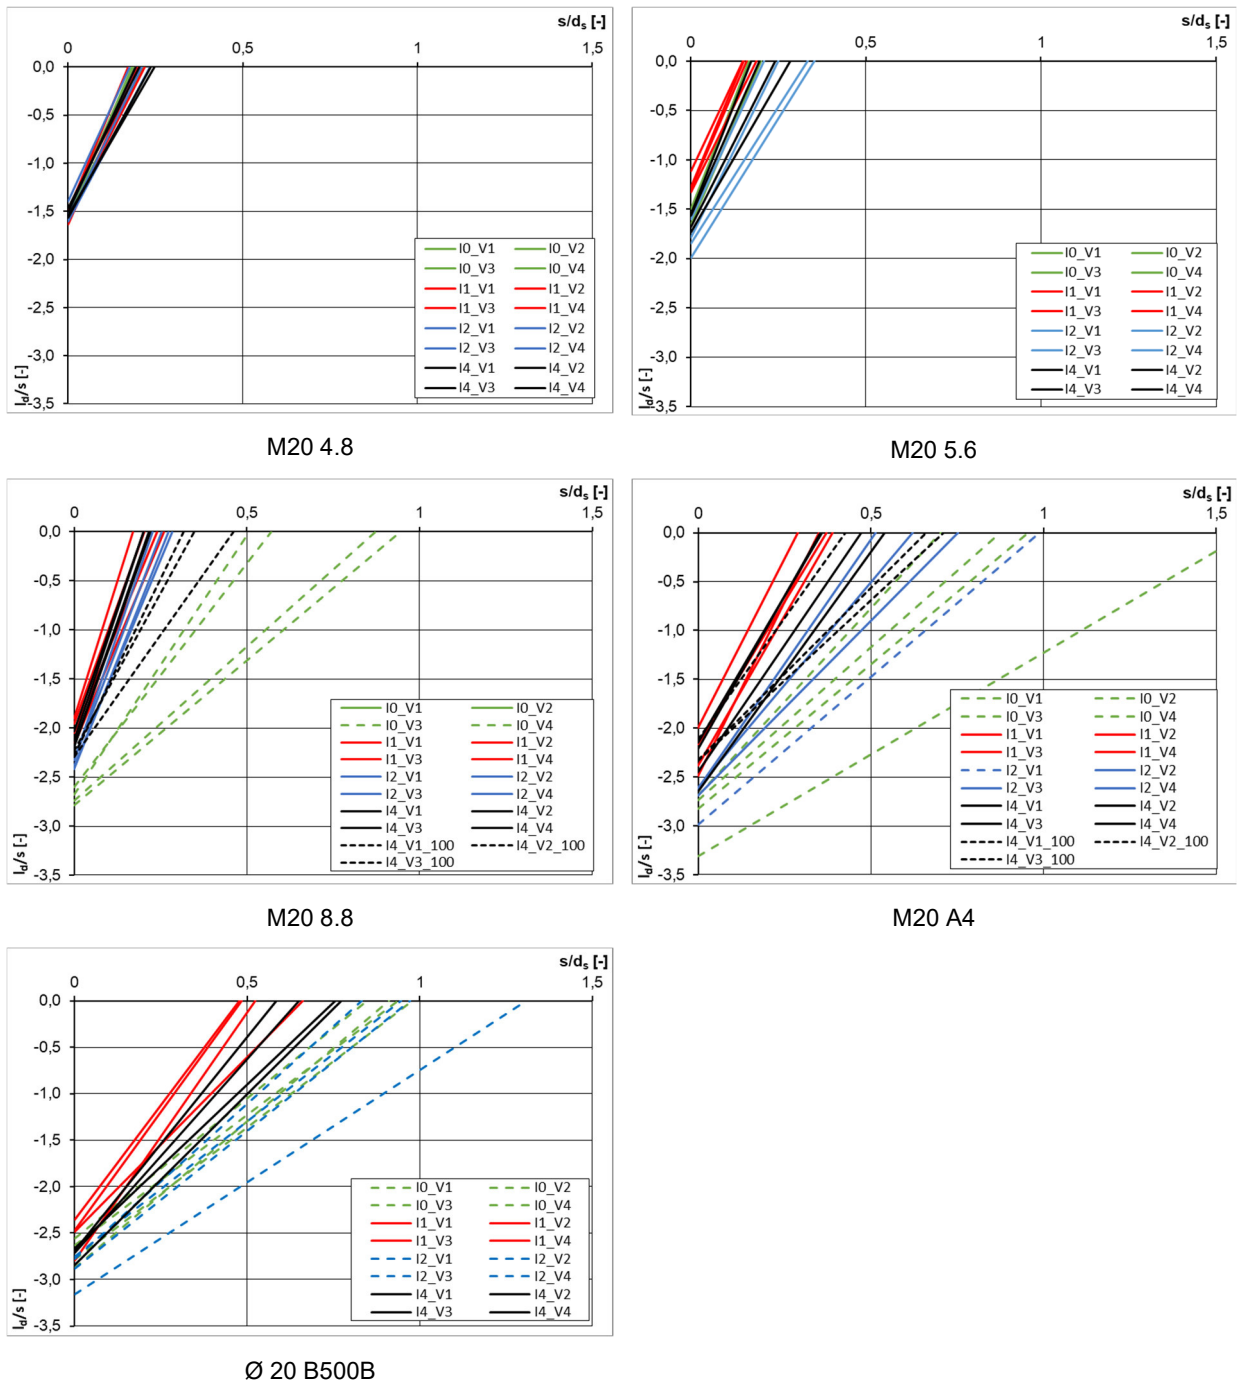 s/ds [-]
0 0,5 1 1,5
0,0
-0,5
-1,0
-1,5
-2,0
-2,5
-3,0
-3,5
ld/s [-]
I0_V1 I0_V2
I0_V3 I0_V4
I1_V1 I1_V2
I1_V3 I1_V4
I2_V1 I2_V2
I2_V3 I2_V4
I4_V1 I4_V2
I4_V3 I4_V4
M20 4.8
s/ds [-]
0 0,5 1 1,5
0,0
-0,5
-1,0
-1,5
-2,0
-2,5
-3,0
-3,5
ld/s [-]
I0_V1 I0_V2
I0_V3 I0_V4
I1_V1 I1_V2
I1_V3 I1_V4
I2_V1 I2_V2
I2_V3 I2_V4
I4_V1 I4_V2
I4_V3 I4_V4
M20 5.6
s/ds [-]
0 0,5 1 1,5
0,0
-0,5
-1,0
-1,5
-2,0
-2,5
-3,0
-3,5
ld/s [-]
I0_V1 I0_V2
I0_V3 I0_V4
I1_V1 I1_V2
I1_V3 I1_V4
I2_V1 I2_V2
I2_V3 I2_V4
I4_V1 I4_V2
I4_V3 I4_V4
I4_V1_100 I4_V2_100
I4_V3_100
M20 8.8
s/ds [-]
0 0,5 1 1,5
0,0
-0,5
-1,0
-1,5
-2,0
-2,5
-3,0
-3,5
ld/s [-]
I0_V1 I0_V2
I0_V3 I0_V4
I1_V1 I1_V2
I1_V3 I1_V4
I2_V1 I2_V2
I2_V3 I2_V4
I4_V1 I4_V2
I4_V3 I4_V4
I4_V1_100 I4_V2_100
I4_V3_100
M20 A4
s/ds [-]
0 0,5 1 1,5
0,0
-0,5
-1,0
-1,5
-2,0
-2,5
-3,0
-3,5
ld/s [-]
I0_V1 I0_V2
I0_V3 I0_V4
I1_V1 I1_V2
I1_V3 I1_V4
I2_V1 I2_V2
I2_V3 I2_V4
I4_V1 I4_V2
I4_V3 I4_V4
Ø 20 B500B